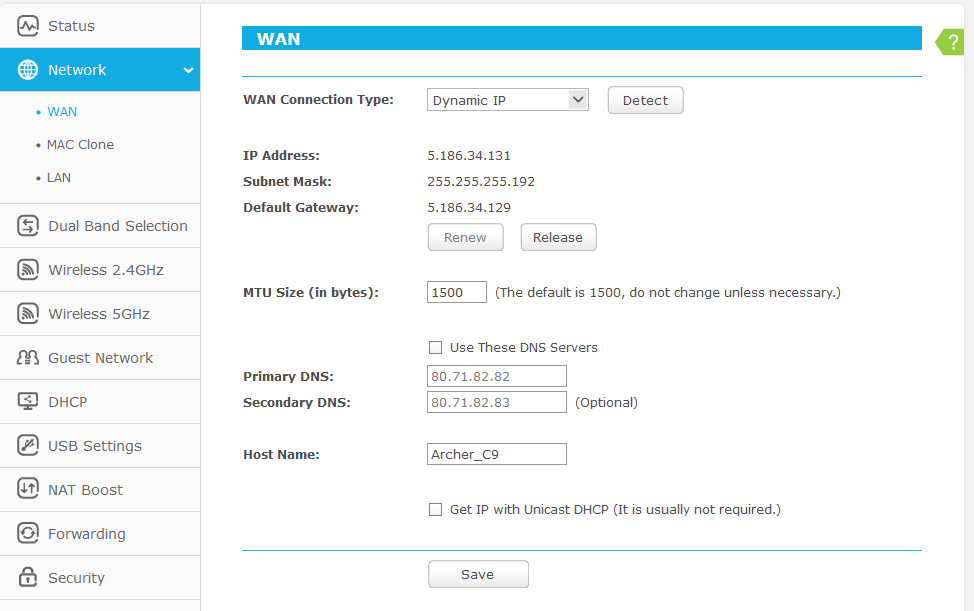 Status
Network
WAN
MAC Clone
LAN
Dual Band Selection
Wireless 2.4GHz
Wireless 5GHz
Guest Network
DHCP
USB Settings
NAT Boost
Forwarding
Security
WAN
?
WAN Connection Type: Dynamic IP Detect
IP Address: 5.186.34.131
Subnet Mask: 255.255.255.192
Default Gateway: 5.186.34.129
Renew Release
MTU Size (in bytes): 1500 (The default is 1500, do not change unless necessary.)
Use These DNS Servers
Primary DNS: 80.71.82.82
Secondary DNS: 80.71.82.83 (Optional)
Host Name: Archer_C9
Get IP with Unicast DHCP (It is usually not required.)
Save